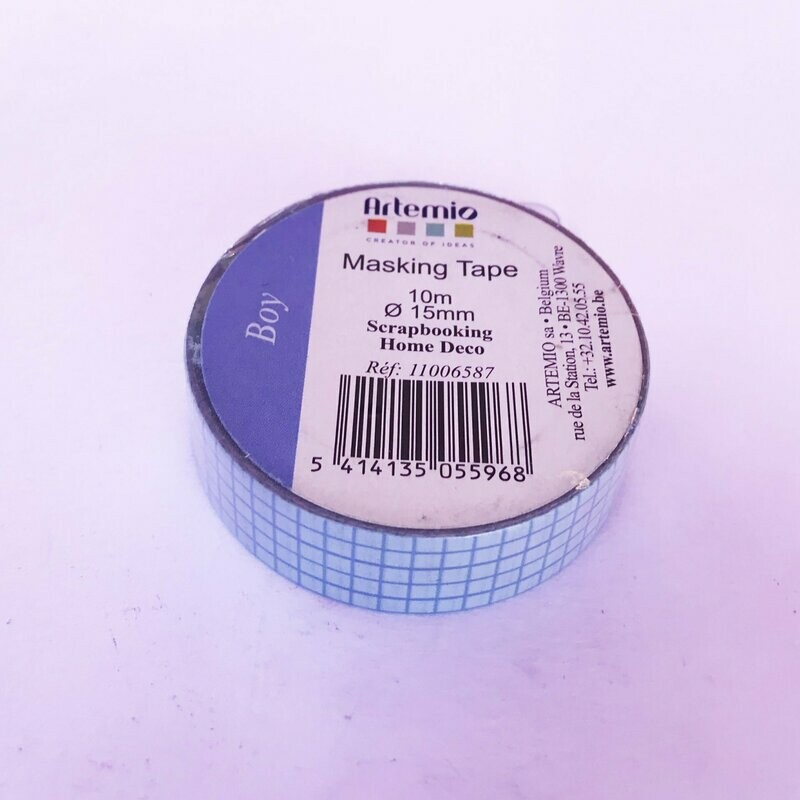 Artemio
CREATOR OF IDEAS
Masking Tape
10m
Ø 15mm
Scrapbooking
Home Deco
Réf: 11006587
5 414135 055968
Boy
ARTEMIO sa • Belgium
rue de la Station, 13 • BE-1300 Wavre
Tel.: +32.10.42.05.55
www.artemio.be